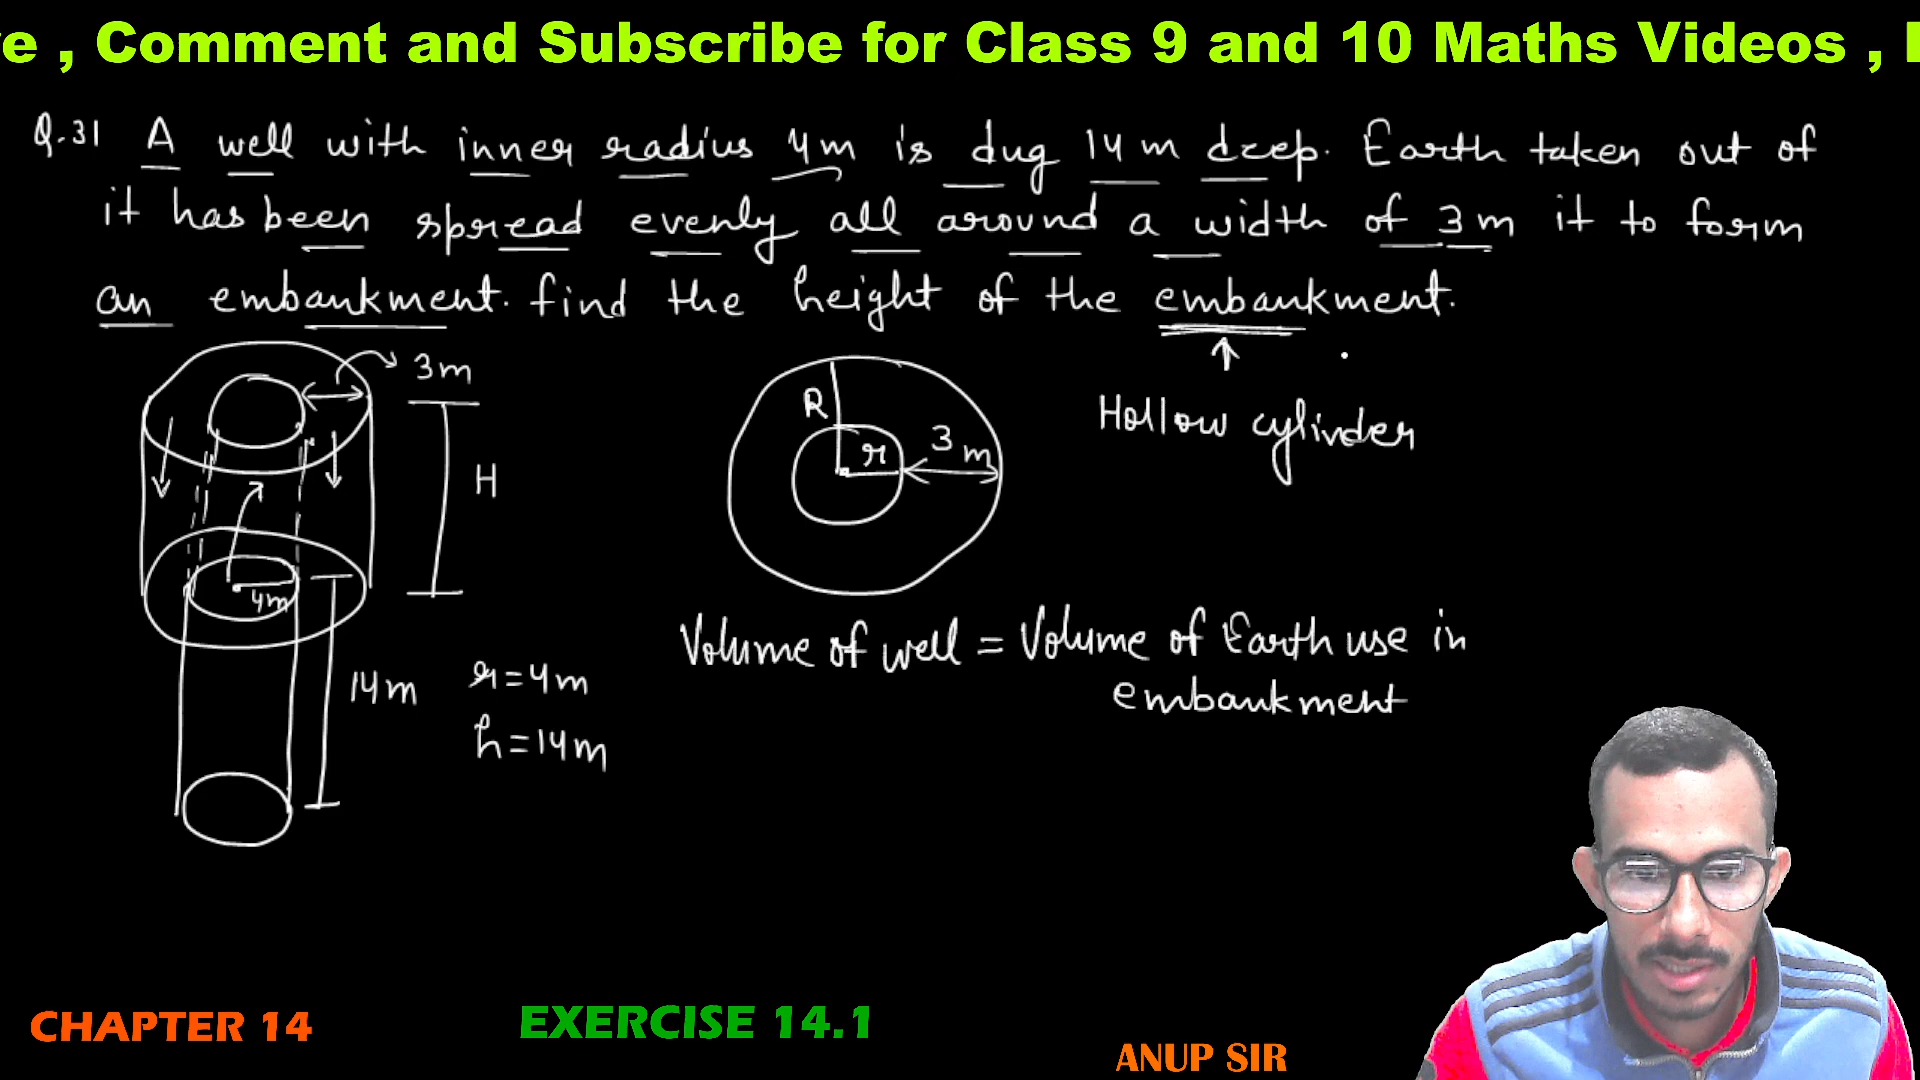 e , Comment and Subscribe for Class 9 and 10 Maths Videos ,
Q.31 A well with inner radius 4m is dug 14 m deep. Earth taken out of
it has been spread evenly all around a width of 3 m it to form
an embankment. find the height of the embankment.
3m
H
4m
14m
r=4m
h=14m
R
r
3 m
Hollow cylinder
Volume of well = Volume of Earth use in
embankment
CHAPTER 14
EXERCISE 14.1
ANUP SIR